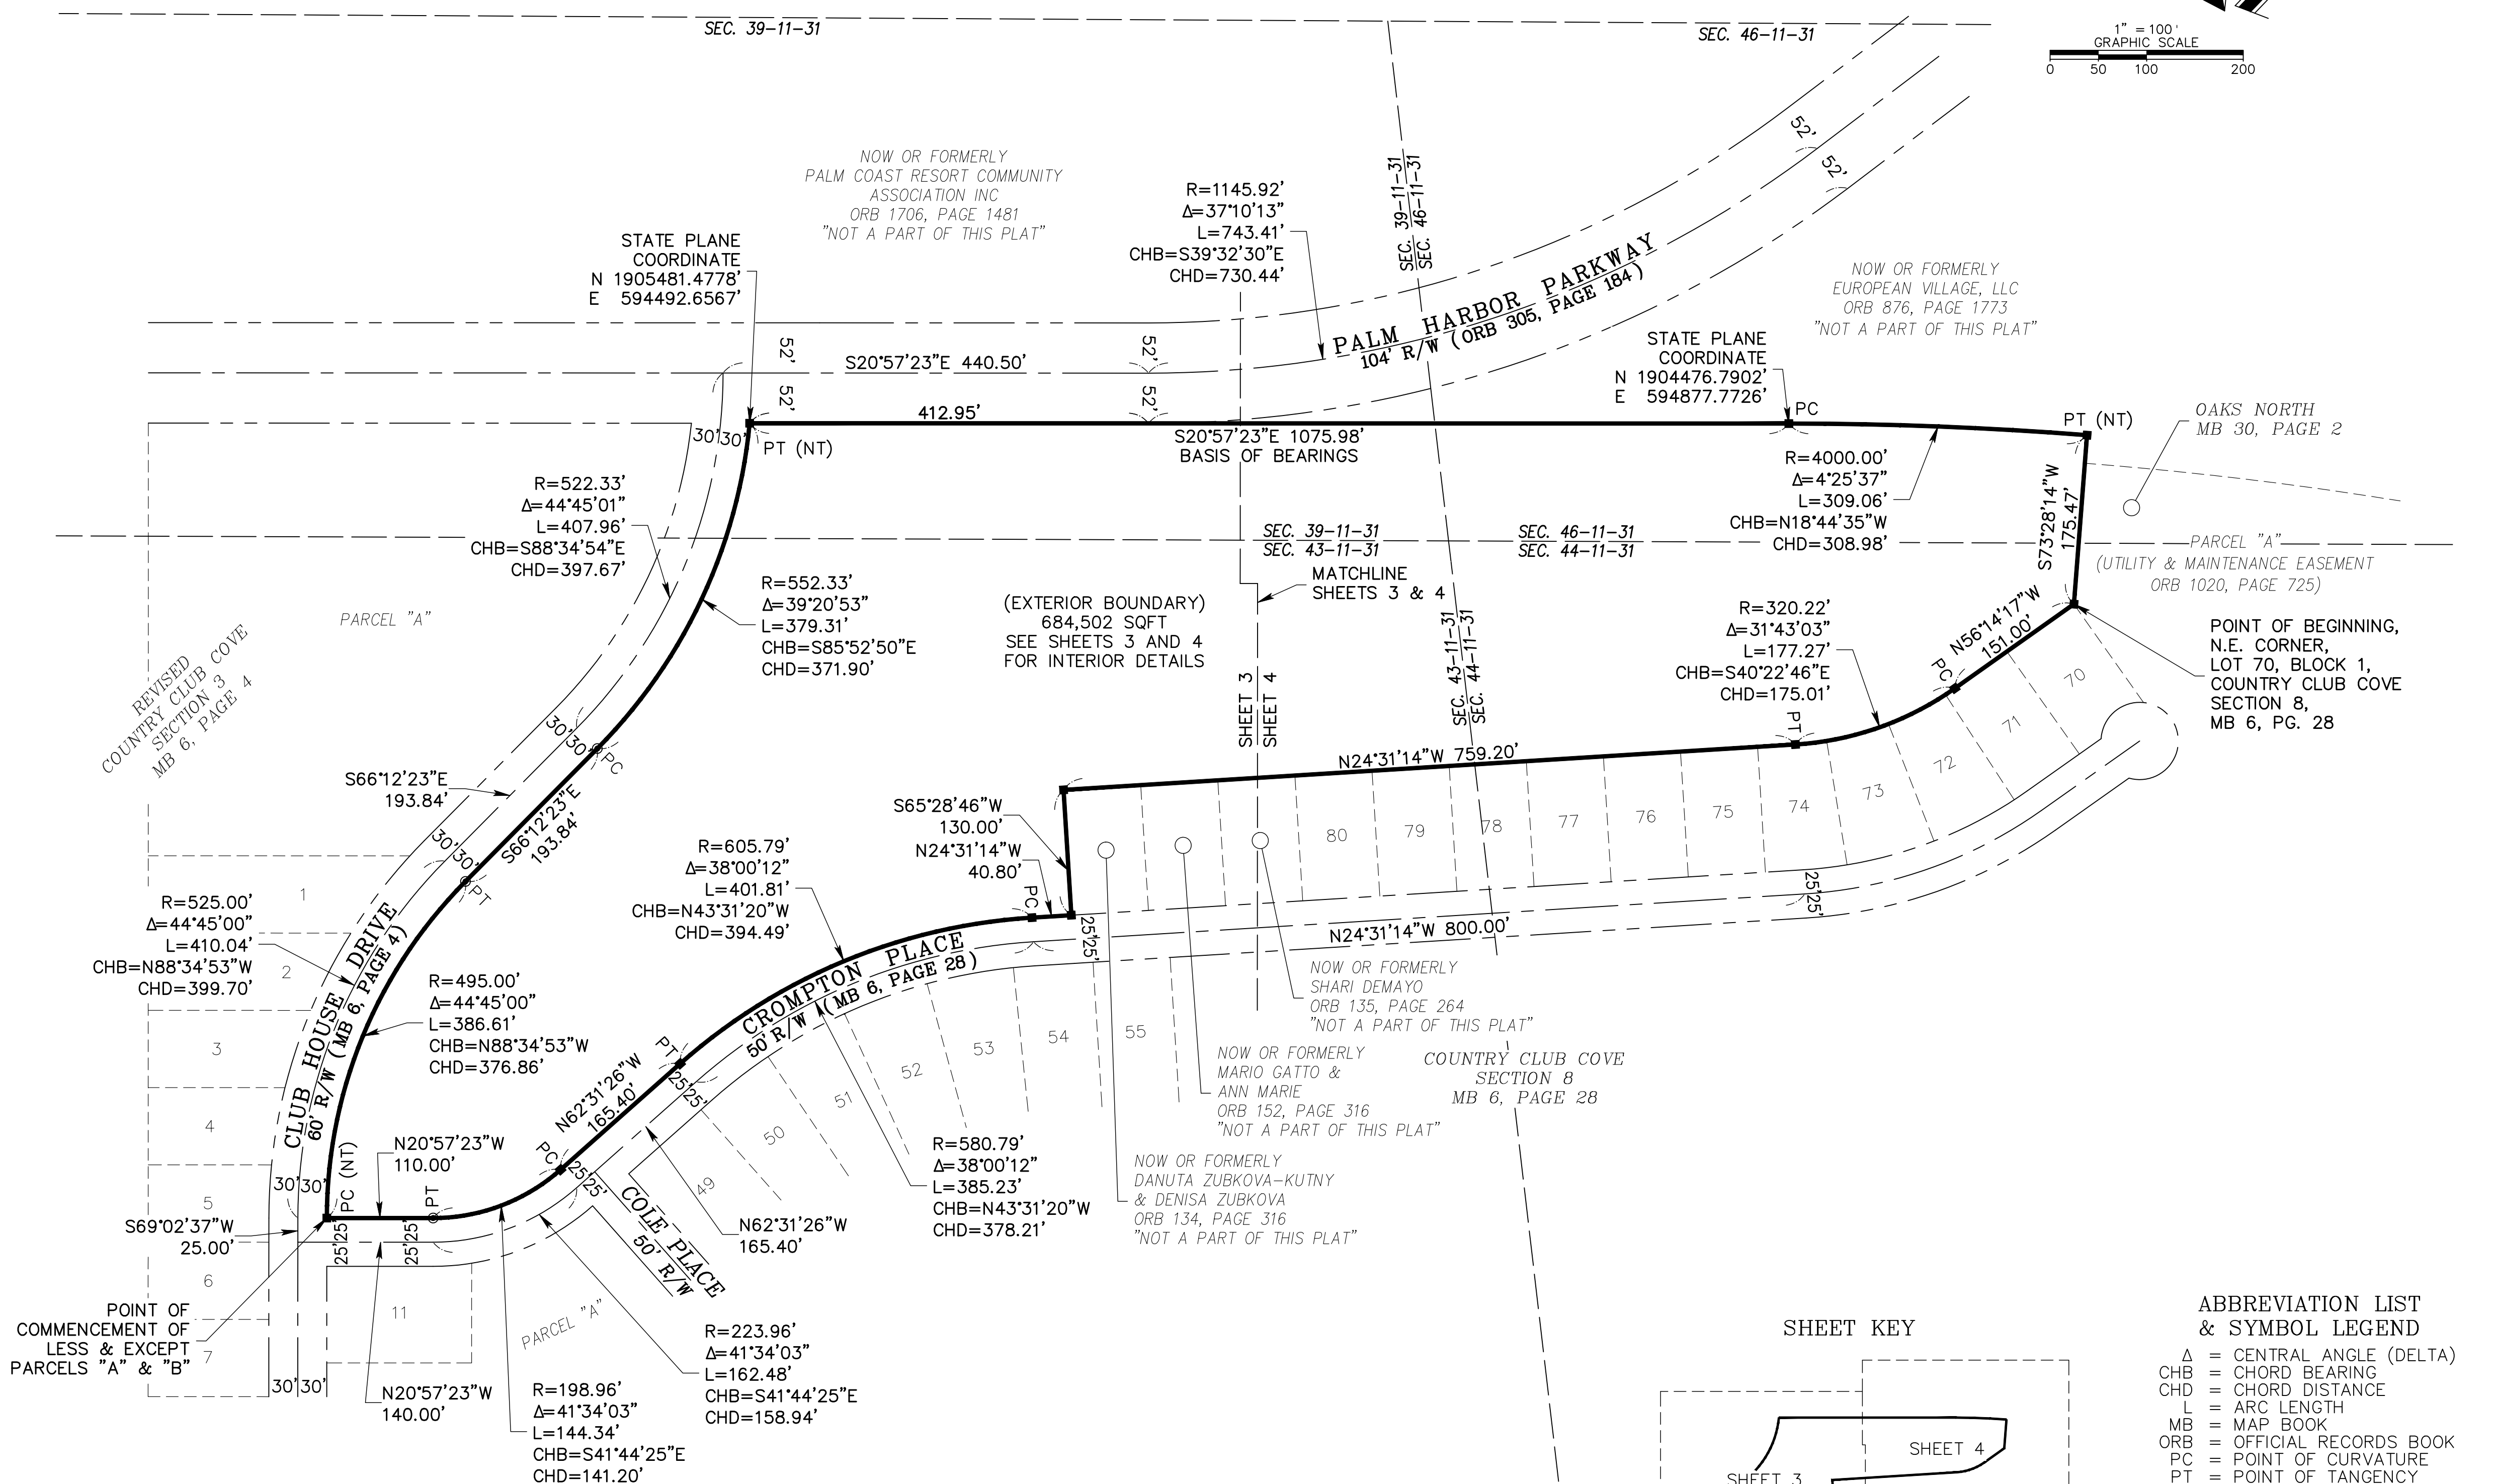 SEC. 39-11-31
SEC. 46-11-31
1" = 100'
GRAPHIC SCALE
0 50 100 200
NOW OR FORMERLY
PALM COAST RESORT COMMUNITY
ASSOCIATION INC
ORB 1706, PAGE 1481
"NOT A PART OF THIS PLAT"
STATE PLANE
COORDINATE
N 1905481.4778'
E 594492.6567'
R=1145.92'
Δ=37°10'13"
L=743.41'
CHB=S39°32'30"E
CHD=730.44'
SEC. 39-11-31
SEC. 46-11-31
52'
52'
PALM HARBOR PARKWAY
104' R/W (ORB 305, PAGE 184)
NOW OR FORMERLY
EUROPEAN VILLAGE, LLC
ORB 876, PAGE 1773
"NOT A PART OF THIS PLAT"
STATE PLANE
COORDINATE
N 1904476.7902'
E 594877.7726'
52'
52'
S20°57'23"E 440.50'
52'
52'
412.95'
S20°57'23"E 1075.98'
BASIS OF BEARINGS
PC
PT (NT)
OAKS NORTH
MB 30, PAGE 2
30'30'
PT (NT)
R=522.33'
Δ=44°45'01"
L=407.96'
CHB=S88°34'54"E
CHD=397.67'
R=4000.00'
Δ=4°25'37"
L=309.06'
CHB=N18°44'35"W
CHD=308.98'
S73°28'14"W
175.47'
SEC. 39-11-31
SEC. 43-11-31
SEC. 46-11-31
SEC. 44-11-31
PARCEL "A"
(UTILITY & MAINTENANCE EASEMENT
ORB 1020, PAGE 725)
MATCHLINE
SHEETS 3 & 4
R=552.33'
Δ=39°20'53"
L=379.31'
CHB=S85°52'50"E
CHD=371.90'
(EXTERIOR BOUNDARY)
684,502 SQFT
SEE SHEETS 3 AND 4
FOR INTERIOR DETAILS
SHEET 3
SHEET 4
SEC. 43-11-31
SEC. 44-11-31
R=320.22'
Δ=31°43'03"
L=177.27'
CHB=S40°22'46"E
CHD=175.01'
N56°14'17"W
151.00'
PC
PT
POINT OF BEGINNING,
N.E. CORNER,
LOT 70, BLOCK 1,
COUNTRY CLUB COVE
SECTION 8,
MB 6, PG. 28
PARCEL "A"
REVISED
COUNTRY CLUB COVE
SECTION 3
MB 6, PAGE 4
30'30'
PC
S66°12'23"E
193.84'
S66°12'23"E
193.84'
30'30'
PT
N24°31'14"W 759.20'
70
71
72
73
74
75
76
77
78
79
80
S65°28'46"W
130.00'
N24°31'14"W
40.80'
PC
25'25'
25'25'
N24°31'14"W 800.00'
R=605.79'
Δ=38°00'12"
L=401.81'
CHB=N43°31'20"W
CHD=394.49'
CROMPTON PLACE
50' R/W (MB 6, PAGE 28)
R=525.00'
Δ=44°45'00"
L=410.04'
CHB=N88°34'53"W
CHD=399.70'
CLUB HOUSE DRIVE
60' R/W (MB 6, PAGE 4)
R=495.00'
Δ=44°45'00"
L=386.61'
CHB=N88°34'53"W
CHD=376.86'
1
2
3
4
5
6
7
11
NOW OR FORMERLY
SHARI DEMAYO
ORB 135, PAGE 264
"NOT A PART OF THIS PLAT"
NOW OR FORMERLY
MARIO GATTO &
ANN MARIE
ORB 152, PAGE 316
"NOT A PART OF THIS PLAT"
NOW OR FORMERLY
DANUTA ZUBKOVA-KUTNY
& DENISA ZUBKOVA
ORB 134, PAGE 316
"NOT A PART OF THIS PLAT"
COUNTRY CLUB COVE
SECTION 8
MB 6, PAGE 28
55
54
53
52
51
50
49
PT
25'25'
N62°31'26"W
165.40'
PC
25'25'
R=580.79'
Δ=38°00'12"
L=385.23'
CHB=N43°31'20"W
CHD=378.21'
N62°31'26"W
165.40'
COLE PLACE
50' R/W
N20°57'23"W
110.00'
PC (NT)
PT
30'30'
25'25'
25'25'
S69°02'37"W
25.00'
POINT OF
COMMENCEMENT OF
LESS & EXCEPT
PARCELS "A" & "B"
30'30'
N20°57'23"W
140.00'
PARCEL "A"
R=223.96'
Δ=41°34'03"
L=162.48'
CHB=S41°44'25"E
CHD=158.94'
R=198.96'
Δ=41°34'03"
L=144.34'
CHB=S41°44'25"E
CHD=141.20'
SHEET KEY
SHEET 4
SHEET 3
ABBREVIATION LIST
& SYMBOL LEGEND
Δ = CENTRAL ANGLE (DELTA)
CHB = CHORD BEARING
CHD = CHORD DISTANCE
L = ARC LENGTH
MB = MAP BOOK
ORB = OFFICIAL RECORDS BOOK
PC = POINT OF CURVATURE
PT = POINT OF TANGENCY